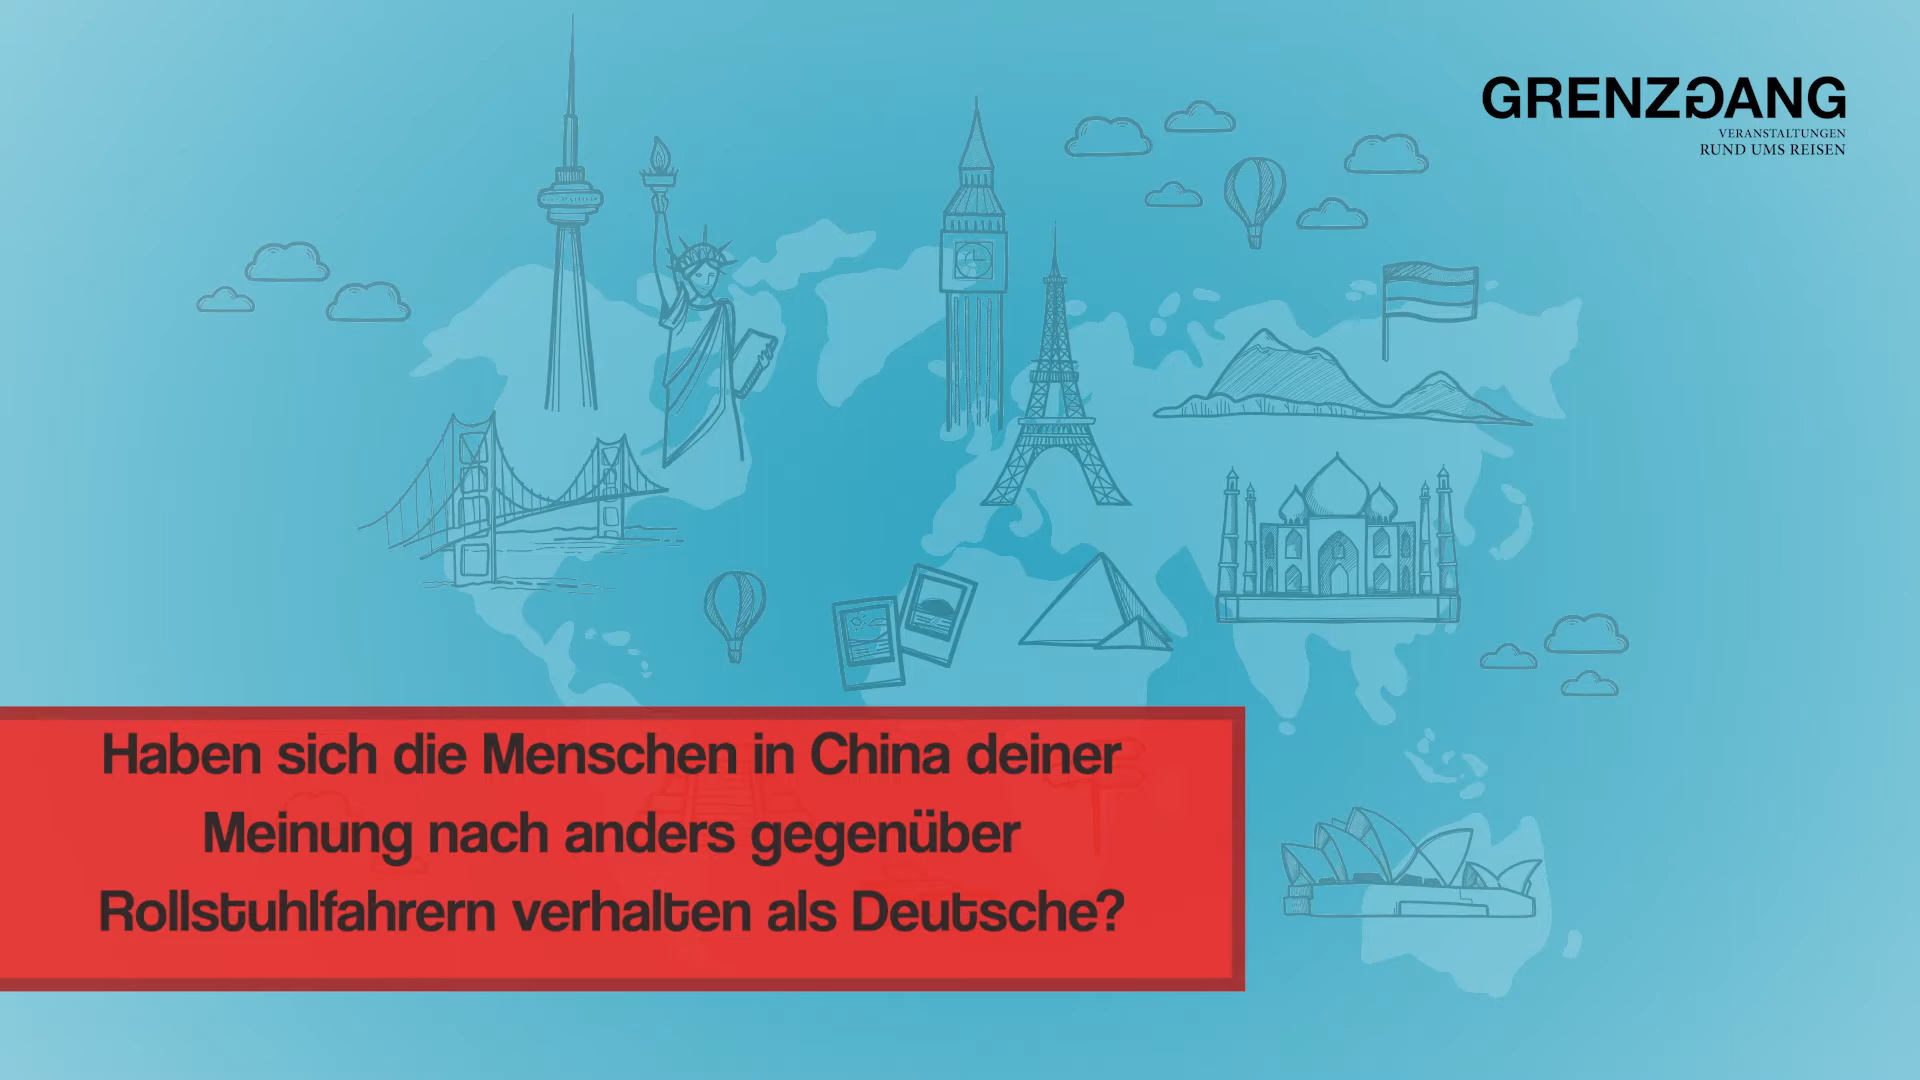 GRENZGANG
VERANSTALTUNGEN
RUND UMS REISEN
Haben sich die Menschen in China deiner
Meinung nach anders gegenüber
Rollstuhlfahrern verhalten als Deutsche?